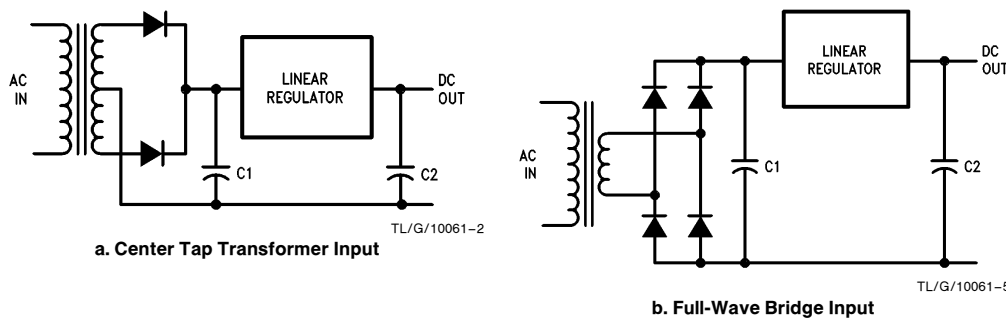 AC
IN
LINEAR
REGULATOR
DC
OUT
C1
C2
TL/G/10061–2
a. Center Tap Transformer Input
LINEAR
REGULATOR
DC
OUT
AC
IN
C1
C2
TL/G/10061–5
b. Full-Wave Bridge Input